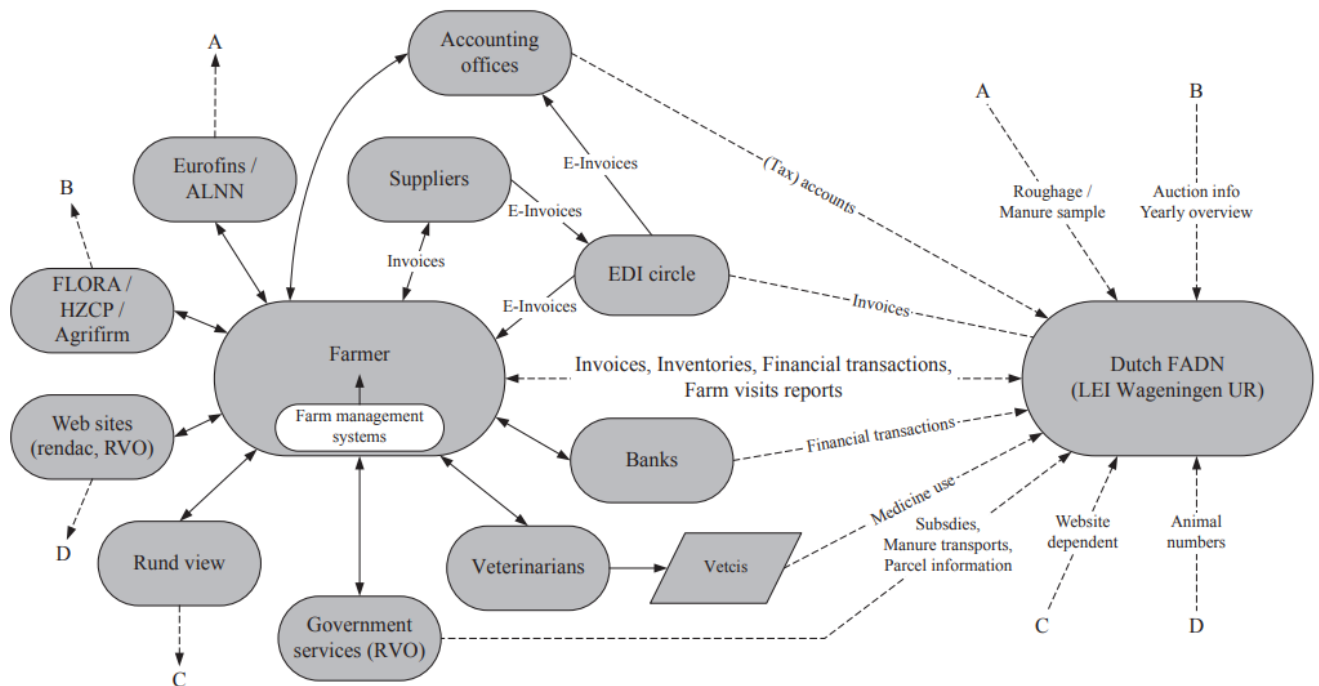 A
Accounting
offices
A
B
Eurofins /
ALNN
Suppliers
E-Invoices
(Tax) accounts
Roughage /
Manure sample
Auction info
Yearly overview
B
E-Invoices
Invoices
EDI circle
FLORA /
HZCP /
Agrifirm
E-Invoices
Invoices
Farmer
Farm management
systems
Invoices, Inventories, Financial transactions,
Farm visits reports
Dutch FADN
(LEI Wageningen UR)
Web sites
(rendac, RVO)
Banks
Financial transactions
D
Rund view
Veterinarians
Vetcis
Medicine use
Subsdies,
Manure transports,
Parcel information
Website
dependent
Animal
numbers
Government
services (RVO)
C
C
D